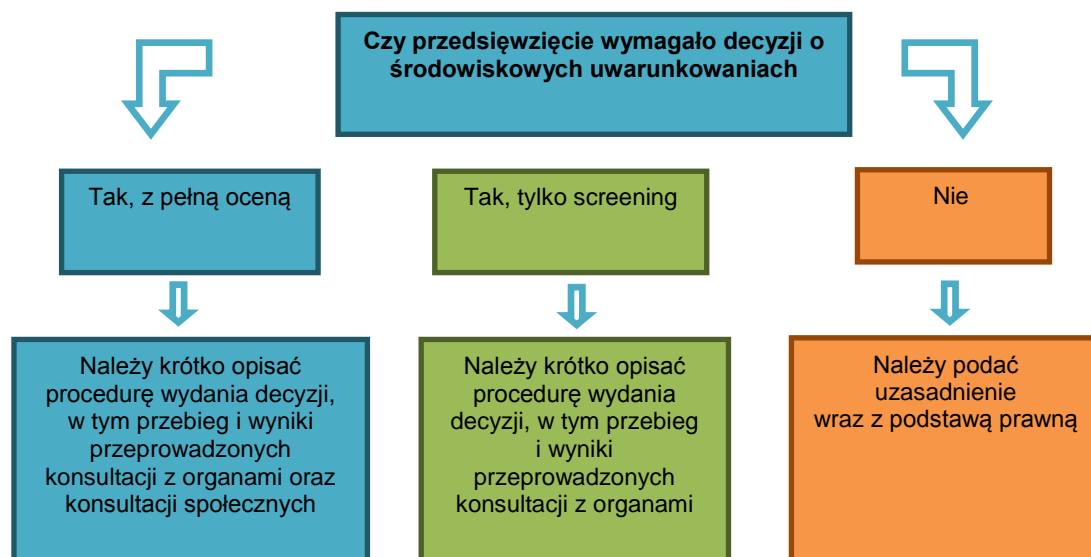 Czy przedsięwzięcie wymagało decyzji o
środowiskowych uwarunkowaniach
Tak, z pełną oceną
Tak, tylko screening
Nie
Należy krótko opisać
procedurę wydania decyzji,
w tym przebieg i wyniki
przeprowadzonych
konsultacji z organami oraz
konsultacji społecznych
Należy krótko opisać
procedurę wydania
decyzji, w tym przebieg
i wyniki
przeprowadzonych
konsultacji z organami
Należy podać
uzasadnienie
wraz z podstawą prawną